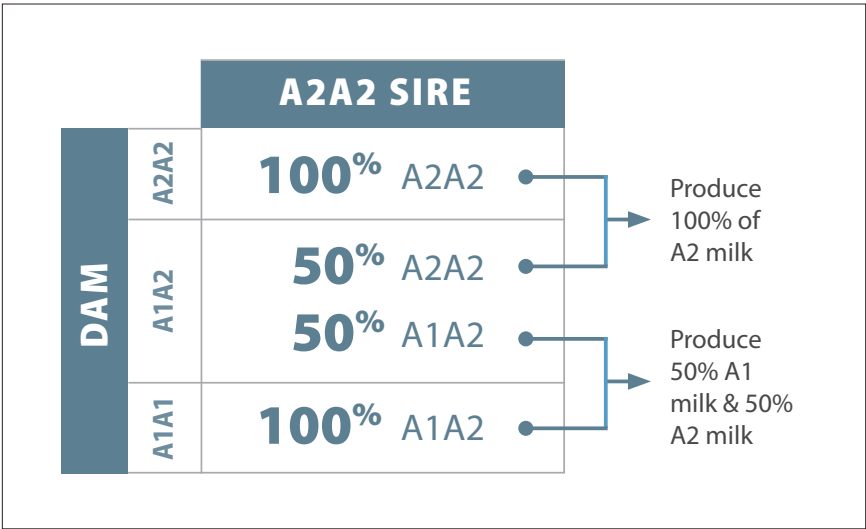 A2A2 SIRE
DAM
A2A2
100% A2A2
A1A2
50% A2A2
50% A1A2
A1A1
100% A1A2
Produce
100% of
A2 milk
Produce
50% A1
milk & 50%
A2 milk